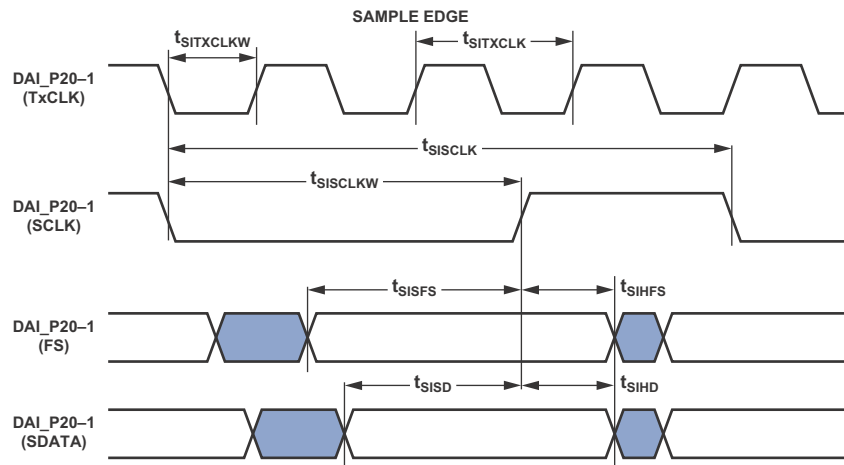 SAMPLE EDGE
tSITXCLKW
tSITXCLK
DAI_P20–1
(TxCLK)
tSISCLK
tSISCLKW
DAI_P20–1
(SCLK)
tSISFS
tSIHFS
DAI_P20–1
(FS)
tSISD
tSIHD
DAI_P20–1
(SDATA)